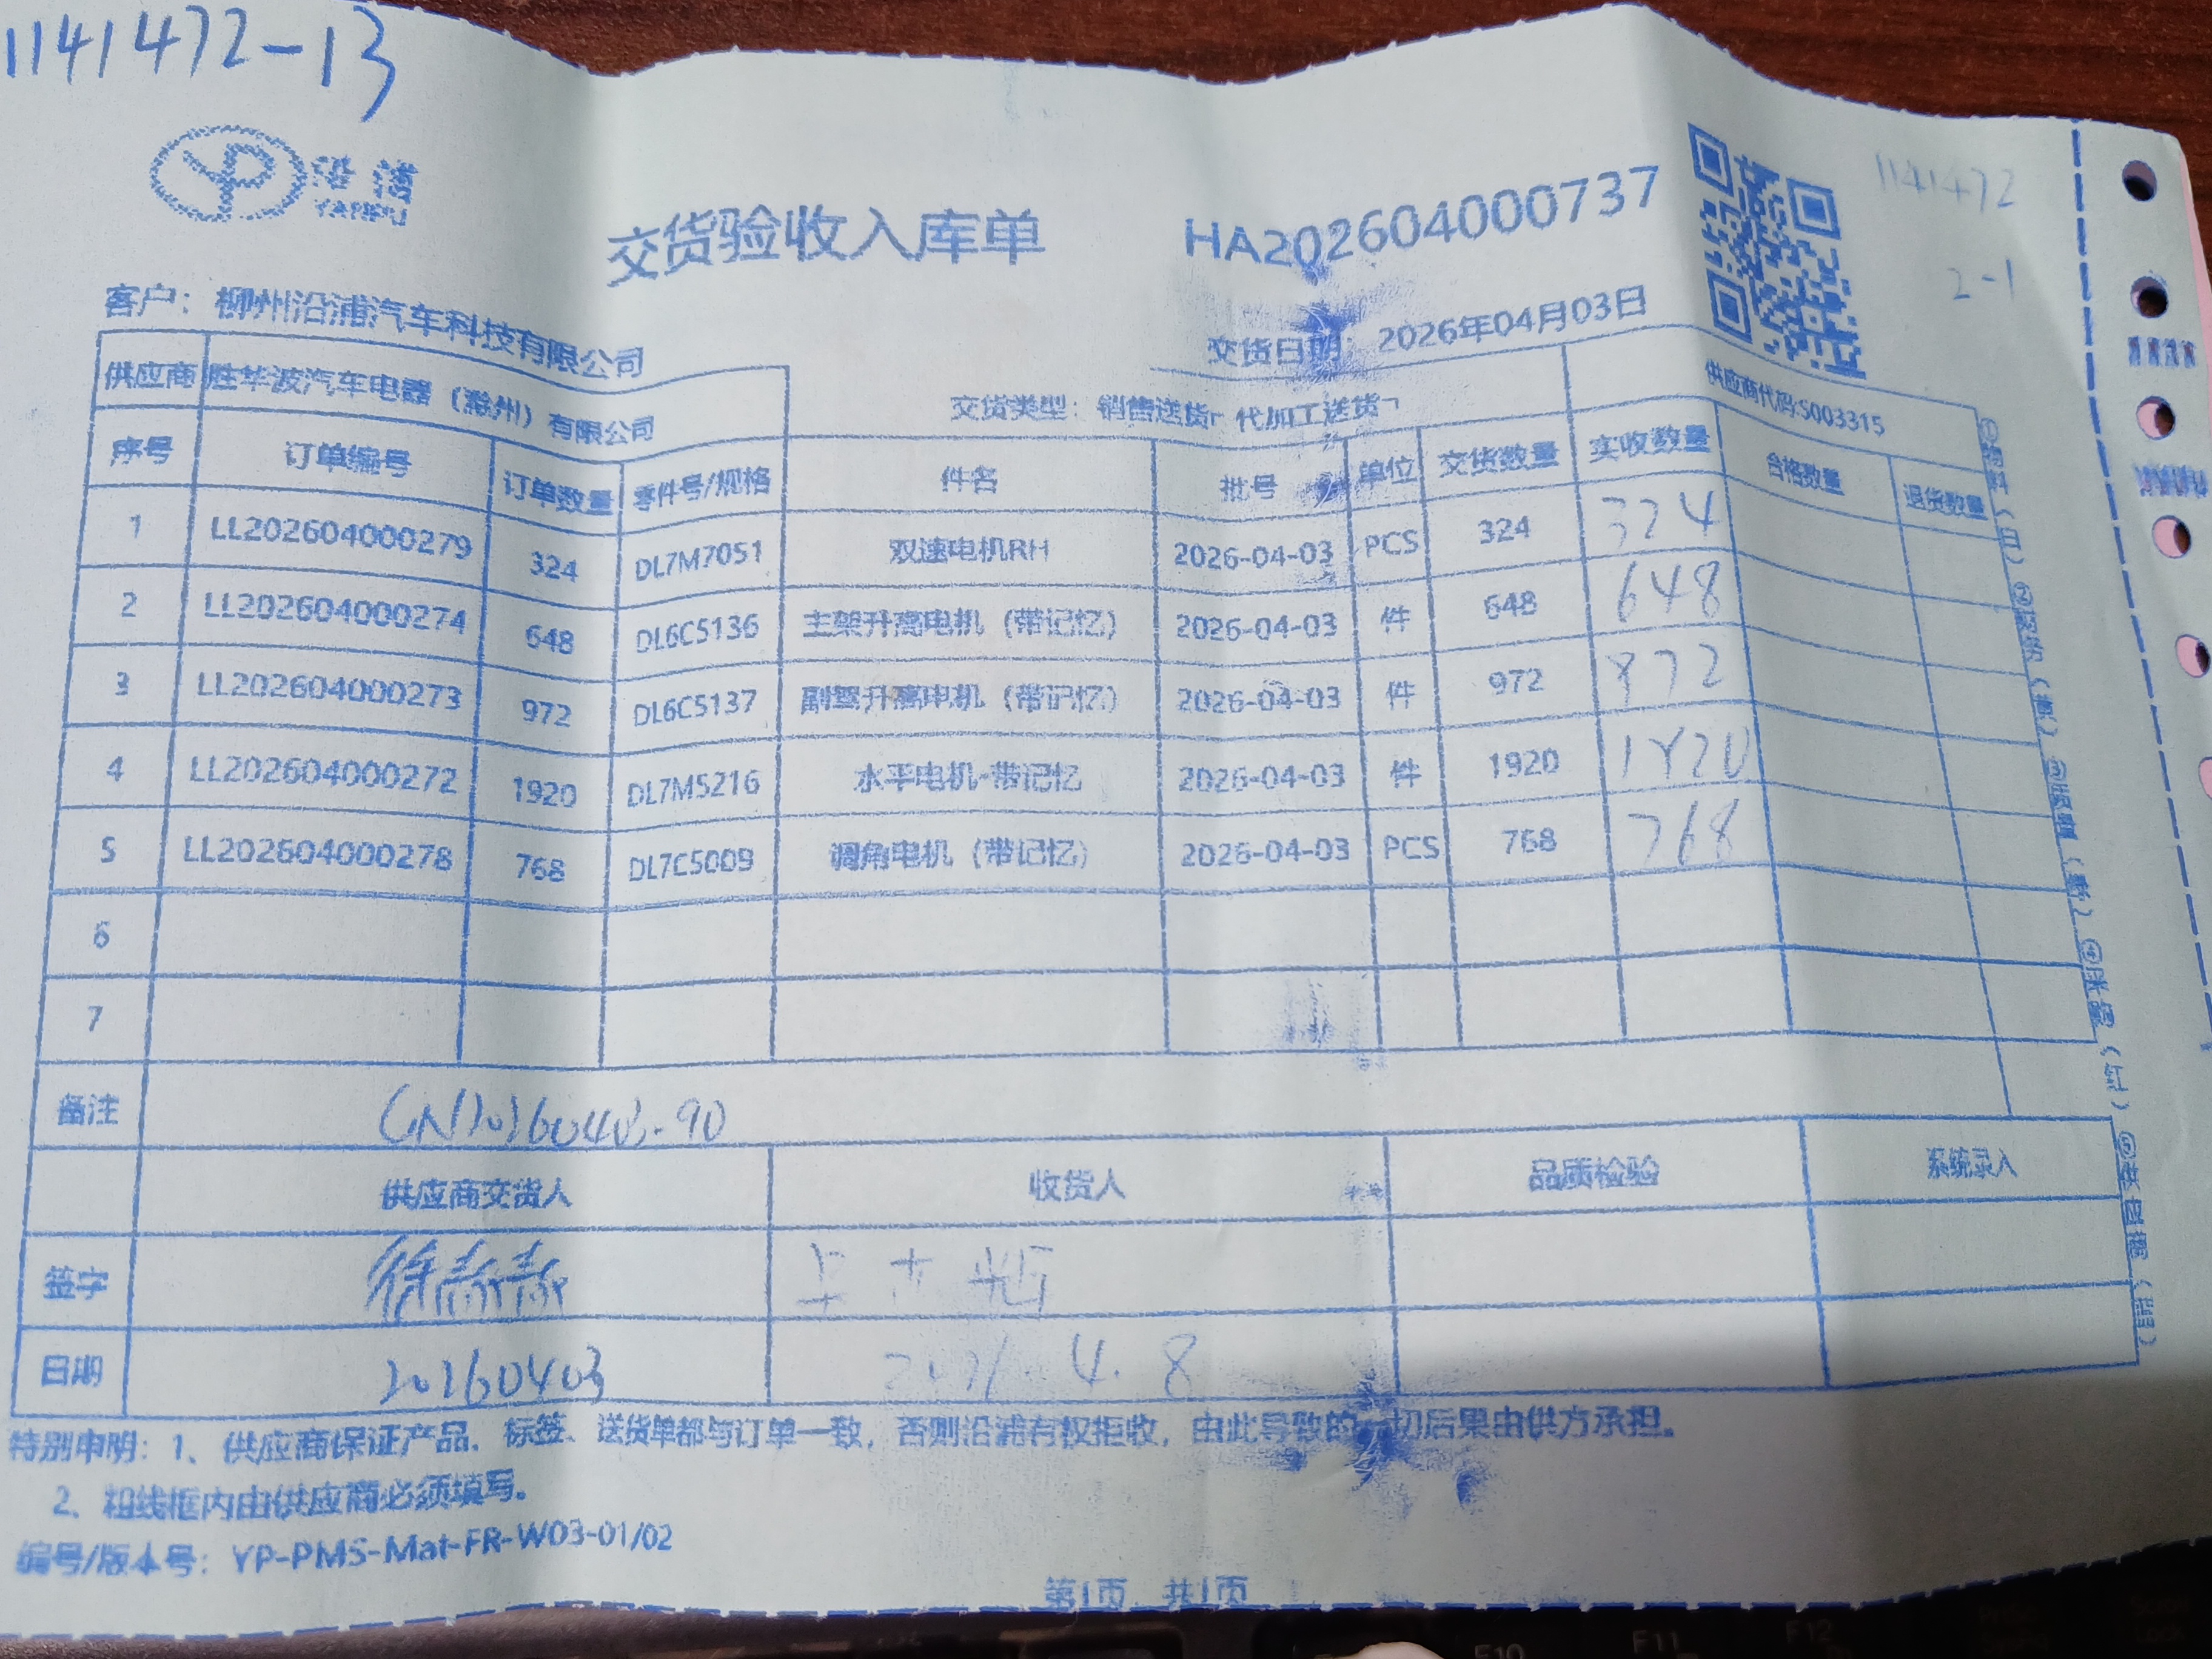 1141472-13
沿浦
YANPU
交货验收入库单 HA202604000737
1141472
2-1
客户：柳州沿浦汽车科技有限公司
交货日期： 2026年04月03日
供应商 胜华波汽车电器（滁州）有限公司 交货类型：销售送货 代加工送货 供应商代码:S003315
序号 订单编号 订单数量 零件号/规格 件名 批号 单位 交货数量 实收数量 合格数量 退货数量
1 LL202604000279 324 DL7M7051 双速电机RH 2026-04-03 PCS 324 324
2 LL202604000274 648 DL6C5136 主驾升高电机（带记忆） 2026-04-03 件 648 648
3 LL202604000273 972 DL6C5137 副驾升高电机（带记忆） 2026-04-03 件 972 972
4 LL202604000272 1920 DL7M5216 水平电机-带记忆 2026-04-03 件 1920 1920
5 LL202604000278 768 DL7C5009 调角电机（带记忆） 2026-04-03 PCS 768 768
6
7
备注 CN20260403-90
供应商交货人 收货人 品质检验 系统录入
签字 徐志志
日期 20260403 2026.4.8
特别申明：1、供应商保证产品、标签、送货单都与订单一致，否则沿浦有权拒收，由此导致的一切后果由供方承担。
2、粗线框内由供应商必须填写。
编号/版本号：YP-PMS-Mat-FR-W03-01/02
第1页 共1页
F10
F11
F12